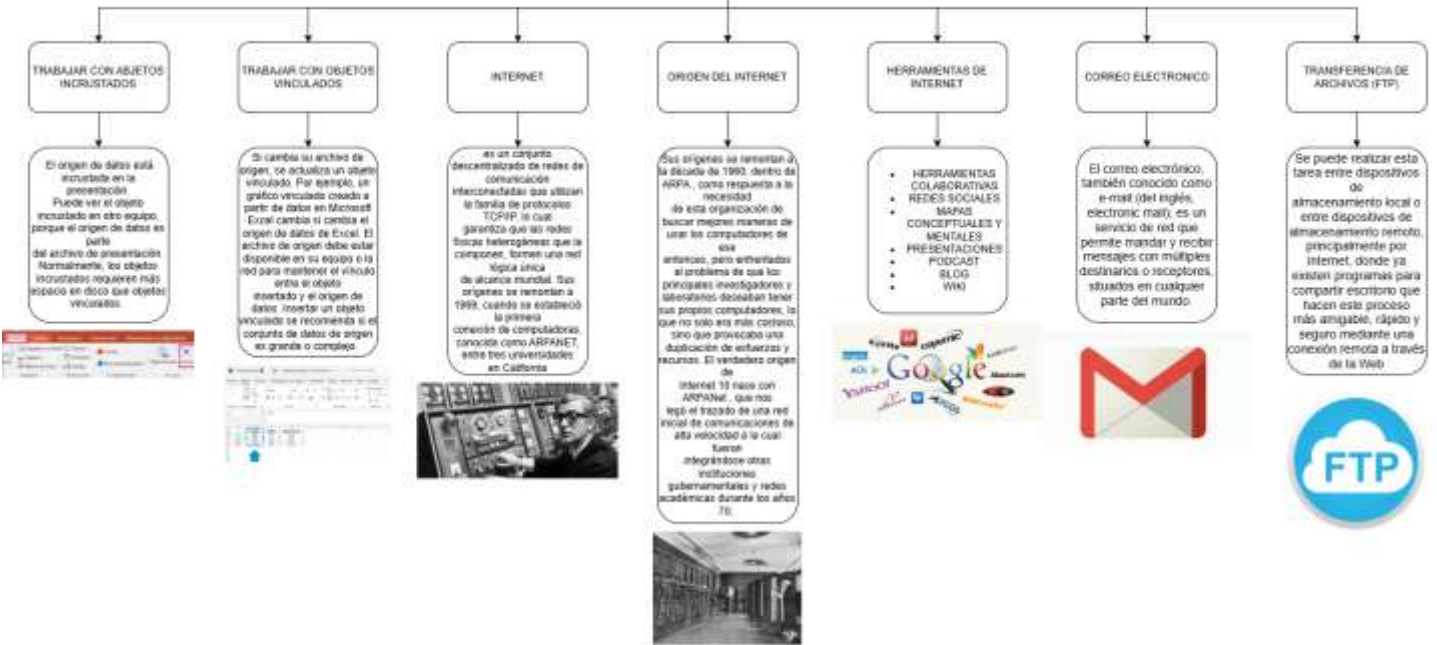 TRABAJAR CON ABJETOS
INCRUSTADOS
El origen de datos está
incrustada en la
presentación
Puede ver el objeto
incrustado en otro equipo,
porque el origen de datos es
parte
del archivo de presentación.
Normalmente, los objetos
incrustados requieren más
espacio en disco que objetos
vinculados.
TRABAJAR CON OBJETOS
VINCULADOS
Si cambia su archivo de
origen, se actualiza un objeto
vinculado. Por ejemplo, un
gráfico vinculado creado a
partir de datos en Microsoft
Excel cambia si cambia el
origen de datos de Excel. El
archivo de origen debe estar
disponible en su equipo o la
red para mantener el vínculo
entre el objeto
insertado y el origen de
datos. Insertar un objeto
vinculado se recomienda si el
conjunto de datos de origen
es grande o complejo.
INTERNET
es un conjunto
descentralizado de redes de
comunicación
interconectadas que utilizan
la familia de protocolos
TCP/IP, lo cual
garantiza que las redes
físicas heterogéneas que la
componen, formen una red
lógica única
de alcance mundial. Sus
orígenes se remontan a
1969, cuando se estableció
la primera
conexión de computadoras,
conocida como ARPANET,
entre tres universidades
en California
ORIGEN DEL INTERNET
Sus orígenes se remontan a
la década de 1960, dentro de
ARPA, como respuesta a la
necesidad
de esta organización de
buscar mejores maneras de
usar los computadores de
ese
entonces, pero enfrentados
al problema de que los
principales investigadores y
laboratorios deseaban tener
sus propios computadores, lo
que no solo era más costoso,
sino que provocaba una
duplicación de esfuerzos y
recursos. El verdadero origen
de
Internet 10 nace con
ARPANet, que nos
legó el trazado de una red
inicial de comunicaciones de
alta velocidad a la cual
fueron
integrándose otras
instituciones
gubernamentales y redes
académicas durante los años
70.
HERRAMIENTAS DE
INTERNET
• HERRAMIENTAS
COLABORATIVAS
• REDES SOCIALES
• MAPAS
CONCEPTUALES Y
MENTALES
• PRESENTACIONES
• PODCAST
• BLOG
• WIKI
copernic
Google
YAHOO!
CORREO ELECTRONICO
El correo electrónico,
también conocido como
e-mail (del inglés,
electronic mail), es un
servicio de red que
permite mandar y recibir
mensajes con múltiples
destinarios o receptores,
situados en cualquier
parte del mundo
TRANSFERENCIA DE
ARCHIVOS (FTP)
Se puede realizar esta
tarea entre dispositivos
de
almacenamiento local o
entre dispositivos de
almacenamiento remoto,
principalmente por
internet, donde ya
existen programas para
compartir escritorio que
hacen este proceso
más amigable, rápido y
seguro mediante una
conexión remota a través
de la Web
FTP